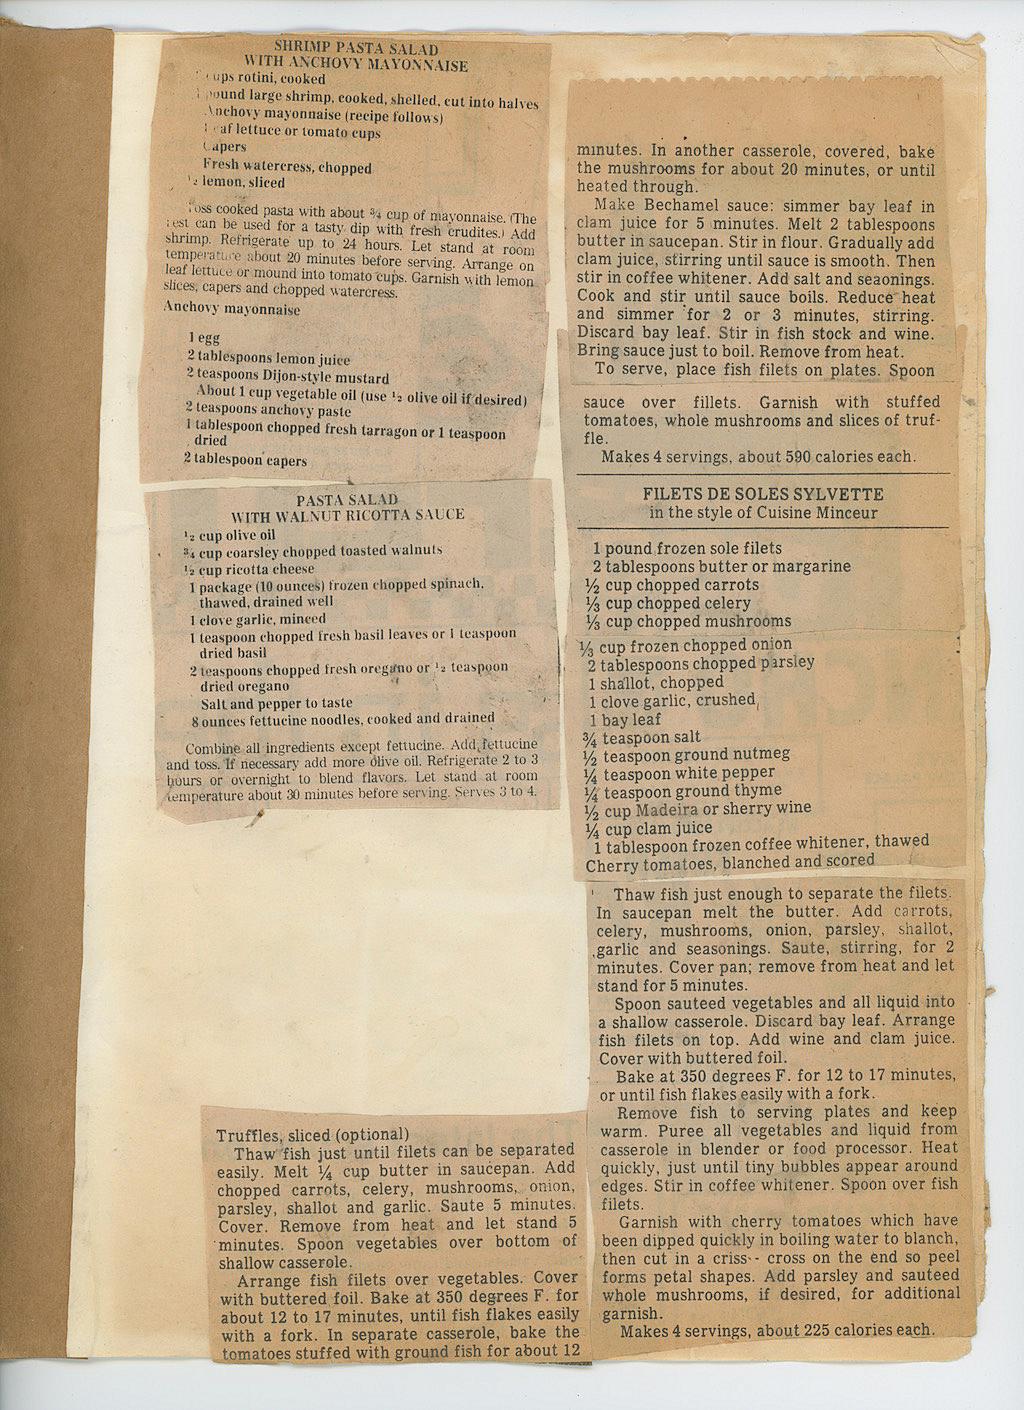 SHRIMP PASTA SALAD
WITH ANCHOVY MAYONNAISE
ups rotini, cooked
pound large shrimp, cooked, shelled, cut into halves
Anchovy mayonnaise (recipe follows)
af lettuce or tomato cups
Capers
Fresh watercress, chopped
½ lemon, sliced
Toss cooked pasta with about ¾ cup of mayonnaise. (The
rest can be used for a tasty dip with fresh crudites.) Add
shrimp. Refrigerate up to 24 hours. Let stand at room
temperature about 20 minutes before serving. Arrange on
leaf lettuce or mound into tomato cups. Garnish with lemon
slices, capers and chopped watercress.
Anchovy mayonnaise
1 egg
2 tablespoons lemon juice
2 teaspoons Dijon-style mustard
About 1 cup vegetable oil (use ½ olive oil if desired)
2 teaspoons anchovy paste
1 tablespoon chopped fresh tarragon or 1 teaspoon
dried
2 tablespoon capers
PASTA SALAD
WITH WALNUT RICOTTA SAUCE
½ cup olive oil
¾ cup coarsley chopped toasted walnuts
½ cup ricotta cheese
1 package (10 ounces) frozen chopped spinach,
thawed, drained well
1 clove garlic, minced
1 teaspoon chopped fresh basil leaves or 1 teaspoon
dried basil
2 teaspoons chopped fresh oregano or ½ teaspoon
dried oregano
Salt and pepper to taste
8 ounces fettucine noodles, cooked and drained
Combine all ingredients except fettucine. Add fettucine
and toss. If necessary add more olive oil. Refrigerate 2 to 3
hours or overnight to blend flavors. Let stand at room
temperature about 30 minutes before serving. Serves 3 to 4.
Truffles, sliced (optional)
Thaw fish just until filets can be separated
easily. Melt ¼ cup butter in saucepan. Add
chopped carrots, celery, mushrooms, onion,
parsley, shallot and garlic. Saute 5 minutes.
Cover. Remove from heat and let stand 5
minutes. Spoon vegetables over bottom of
shallow casserole.
Arrange fish filets over vegetables. Cover
with buttered foil. Bake at 350 degrees F. for
about 12 to 17 minutes, until fish flakes easily
with a fork. In separate casserole, bake the
tomatoes stuffed with ground fish for about 12
minutes. In another casserole, covered, bake
the mushrooms for about 20 minutes, or until
heated through.
Make Bechamel sauce: simmer bay leaf in
clam juice for 5 minutes. Melt 2 tablespoons
butter in saucepan. Stir in flour. Gradually add
clam juice, stirring until sauce is smooth. Then
stir in coffee whitener. Add salt and seaonings.
Cook and stir until sauce boils. Reduce heat
and simmer for 2 or 3 minutes, stirring.
Discard bay leaf. Stir in fish stock and wine.
Bring sauce just to boil. Remove from heat.
To serve, place fish filets on plates. Spoon
sauce over fillets. Garnish with stuffed
tomatoes, whole mushrooms and slices of truf-
fle.
Makes 4 servings, about 590 calories each.
FILETS DE SOLES SYLVETTE
in the style of Cuisine Minceur
1 pound frozen sole filets
2 tablespoons butter or margarine
½ cup chopped carrots
⅓ cup chopped celery
⅓ cup chopped mushrooms
⅓ cup frozen chopped onion
2 tablespoons chopped parsley
1 shallot, chopped
1 clove garlic, crushed
1 bay leaf
¾ teaspoon salt
½ teaspoon ground nutmeg
¼ teaspoon white pepper
¼ teaspoon ground thyme
½ cup Madeira or sherry wine
¼ cup clam juice
1 tablespoon frozen coffee whitener, thawed
Cherry tomatoes, blanched and scored
Thaw fish just enough to separate the filets.
In saucepan melt the butter. Add carrots,
celery, mushrooms, onion, parsley, shallot,
garlic and seasonings. Saute, stirring, for 2
minutes. Cover pan; remove from heat and let
stand for 5 minutes.
Spoon sauteed vegetables and all liquid into
a shallow casserole. Discard bay leaf. Arrange
fish filets on top. Add wine and clam juice.
Cover with buttered foil.
Bake at 350 degrees F. for 12 to 17 minutes,
or until fish flakes easily with a fork.
Remove fish to serving plates and keep
warm. Puree all vegetables and liquid from
casserole in blender or food processor. Heat
quickly, just until tiny bubbles appear around
edges. Stir in coffee whitener. Spoon over fish
filets.
Garnish with cherry tomatoes which have
been dipped quickly in boiling water to blanch,
then cut in a criss-- cross on the end so peel
forms petal shapes. Add parsley and sauteed
whole mushrooms, if desired, for additional
garnish.
Makes 4 servings, about 225 calories each.